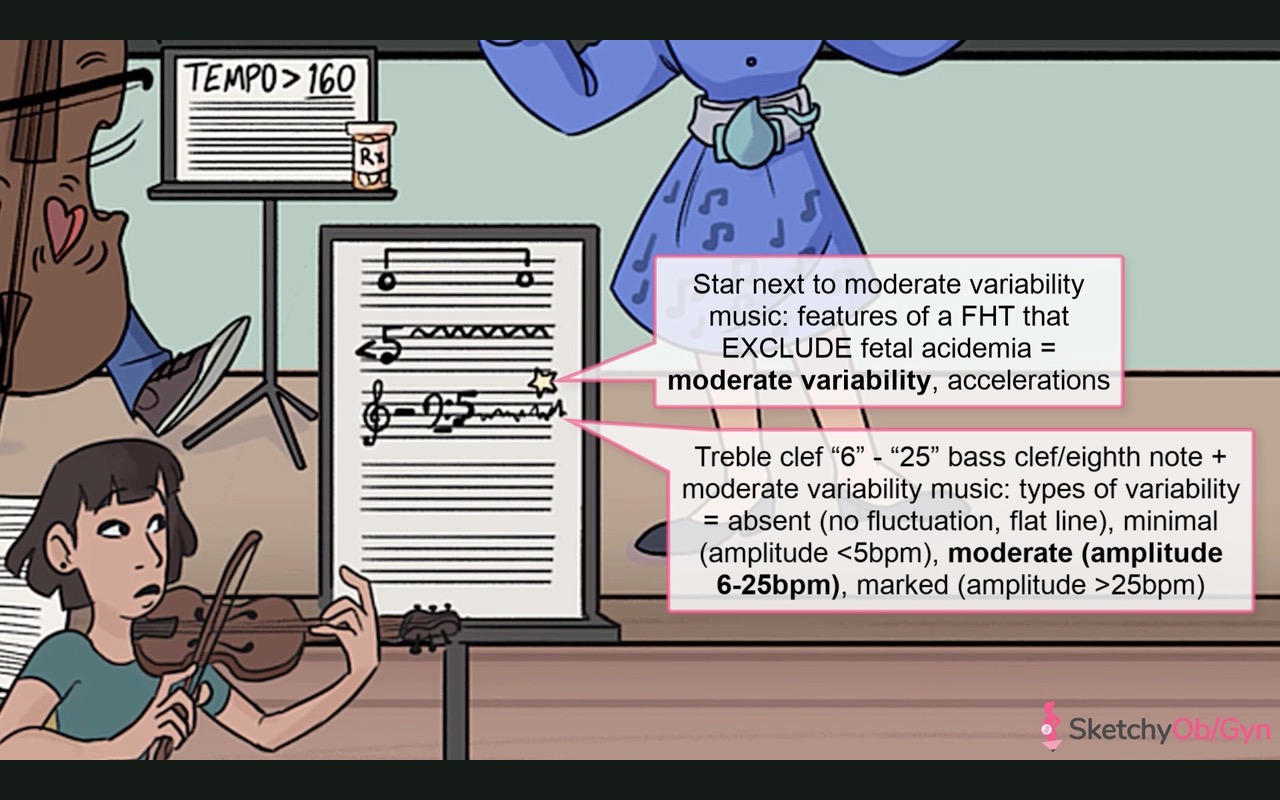 TEMPO > 160
Rx
<5
5
Star next to moderate variability
music: features of a FHT that
EXCLUDE fetal acidemia =
moderate variability, accelerations
Treble clef “6” - “25” bass clef/eighth note +
moderate variability music: types of variability
= absent (no fluctuation, flat line), minimal
(amplitude <5bpm), moderate (amplitude
6-25bpm), marked (amplitude >25bpm)
SketchyOb/Gyn